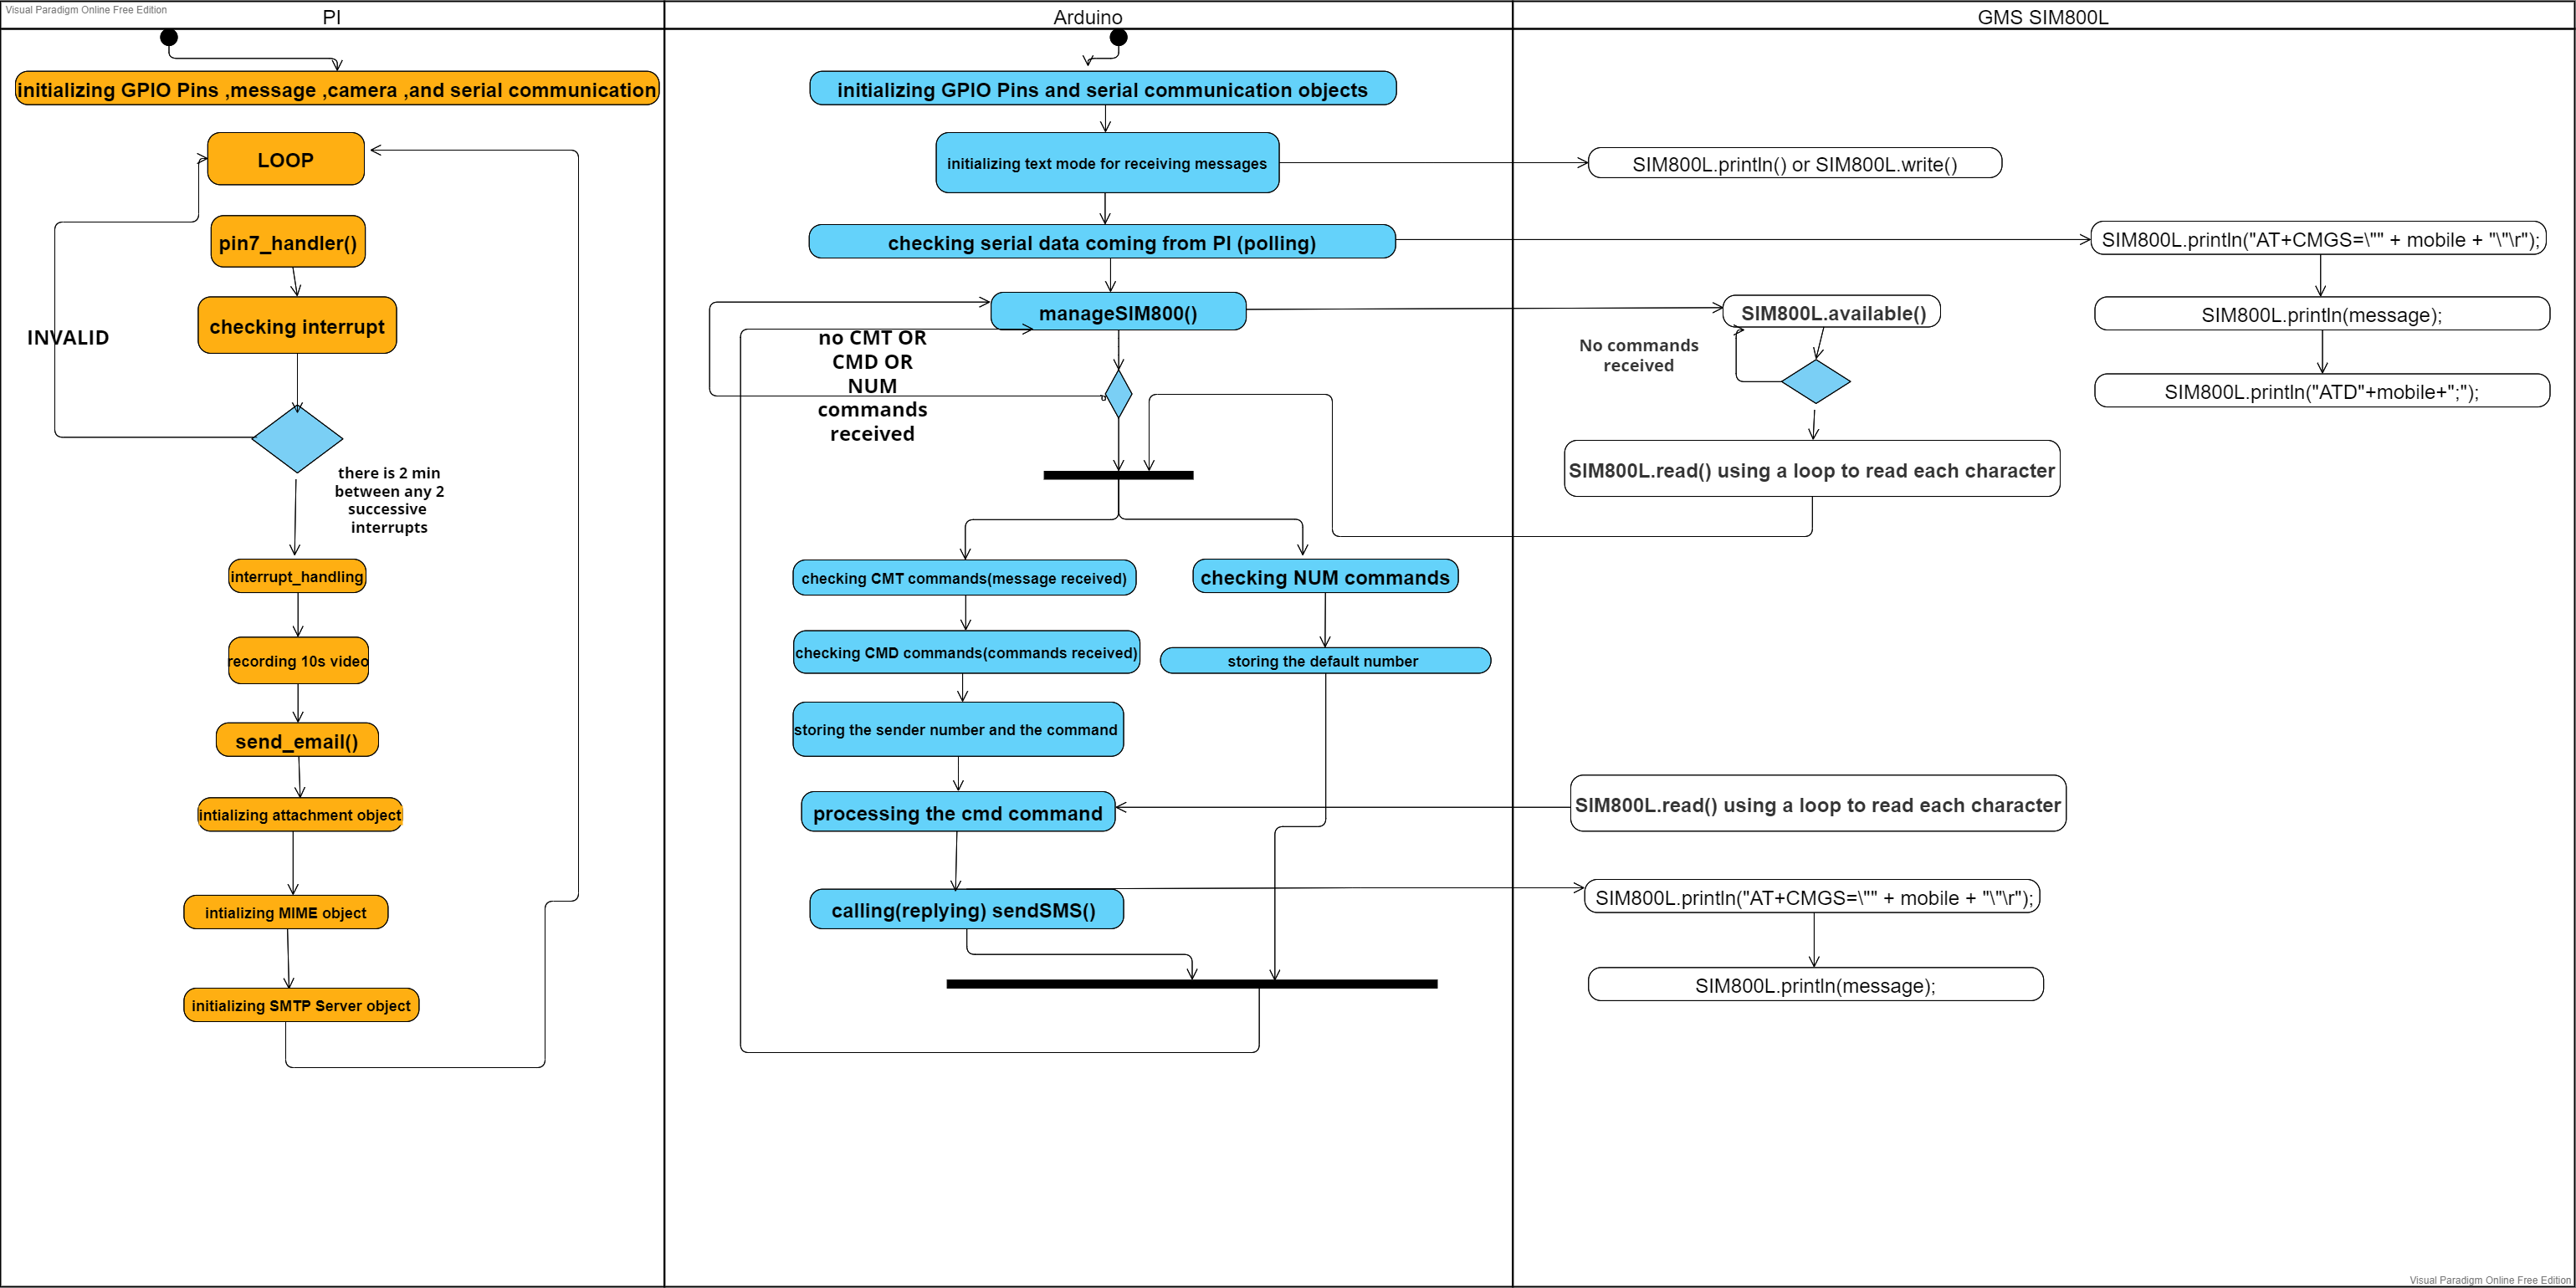 Visual Paradigm Online Free Edition
PI
Arduino
GMS SIM800L
initializing GPIO Pins ,message ,camera ,and serial communication
LOOP
pin7_handler()
checking interrupt
INVALID
there is 2 min
between any 2
successive
interrupts
interrupt_handling
recording 10s video
send_email()
intializing attachment object
intializing MIME object
initializing SMTP Server object
initializing GPIO Pins and serial communication objects
initializing text mode for receiving messages
checking serial data coming from PI (polling)
manageSIM800()
no CMT OR
CMD OR
NUM
commands
received
checking CMT commands(message received)
checking CMD commands(commands received)
storing the sender number and the command
processing the cmd command
calling(replying) sendSMS()
checking NUM commands
storing the default number
SIM800L.println() or SIM800L.write()
SIM800L.available()
No commands
received
SIM800L.read() using a loop to read each character
SIM800L.read() using a loop to read each character
SIM800L.println("AT+CMGS=\"" + mobile + "\"\r");
SIM800L.println(message);
SIM800L.println("AT+CMGS=\"" + mobile + "\"\r");
SIM800L.println(message);
SIM800L.println("ATD"+mobile+";");
Visual Paradigm Online Free Edition